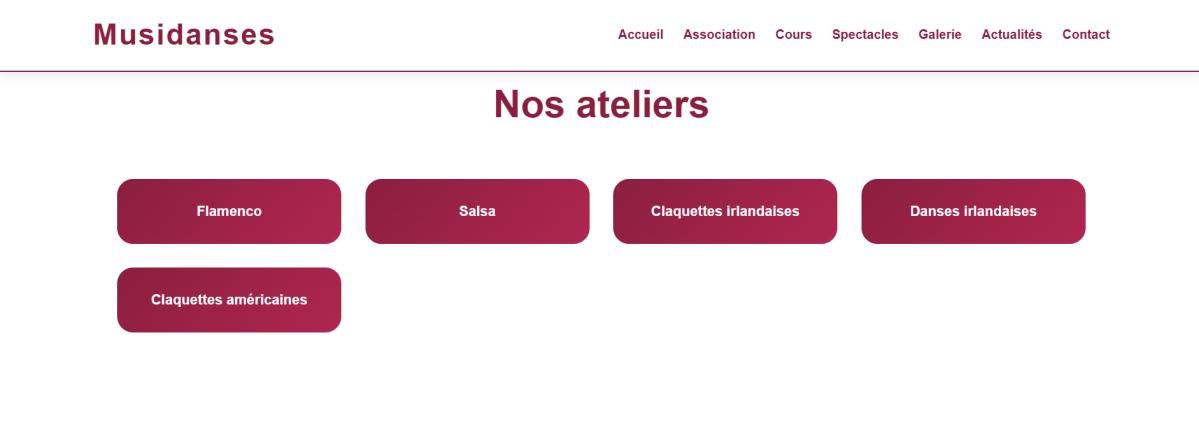 Musidanses
Accueil Association Cours Spectacles Galerie Actualités Contact
Nos ateliers
Flamenco Salsa Claquettes irlandaises Danses irlandaises
Claquettes américaines